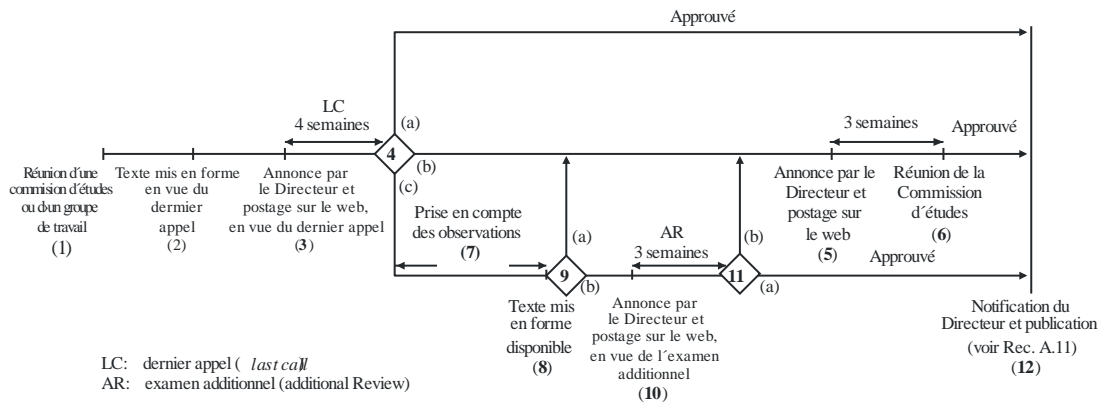 Approuvé
LC
4 semaines
(a)
4
(b)
(c)
3 semaines
Approuvé
Réunion d´une
commision d´études
ou d›un groupe
de travail
(1)
Texte mis en forme
en vue du
dermier
appel
(2)
Annonce par
le Directeur et
postage sur le web,
en vue du dernier appel
(3)
Annonce par le
Directeur et
postage sur
le web
(5)
Réunion de la
Commission
d´études
(6)
Prise en compte
des observations
(7)
(a)
9
(b)
AR
3 semaines
(b)
11
(a)
Approuvé
Texte mis
en forme
disponible
(8)
Annonce par
le Directeur et
postage sur le web,
en vue de l´examen
additionnel
(10)
Notification du
Directeur et publication
(voir Rec. A.11)
(12)
LC: dernier appel ( last call)
AR: examen additionnel (additional Review)